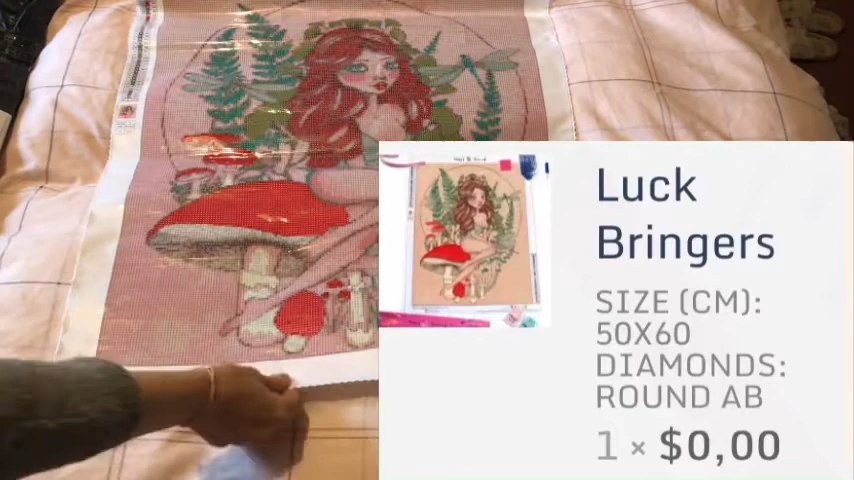 Luck
Bringers
SIZE (CM):
50X60
DIAMONDS:
ROUND AB
1 × $0,00